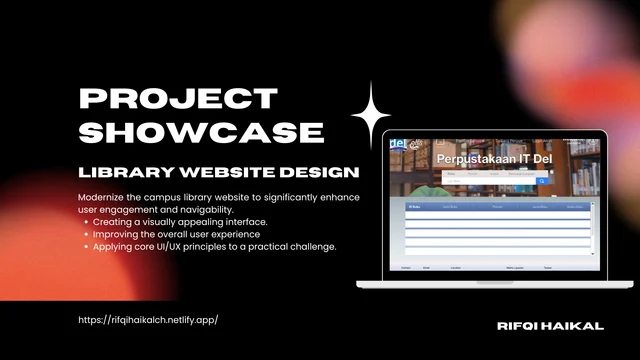 PROJECT
SHOWCASE
LIBRARY WEBSITE DESIGN
Modernize the campus library website to significantly enhance
user engagement and navigability.
• Creating a visually appealing interface.
• Improving the overall user experience
• Applying core UI/UX principles to a practical challenge.
del
Perpustakaan IT Del
https://rifqihaikalch.netlify.app/
RIFQI HAIKAL